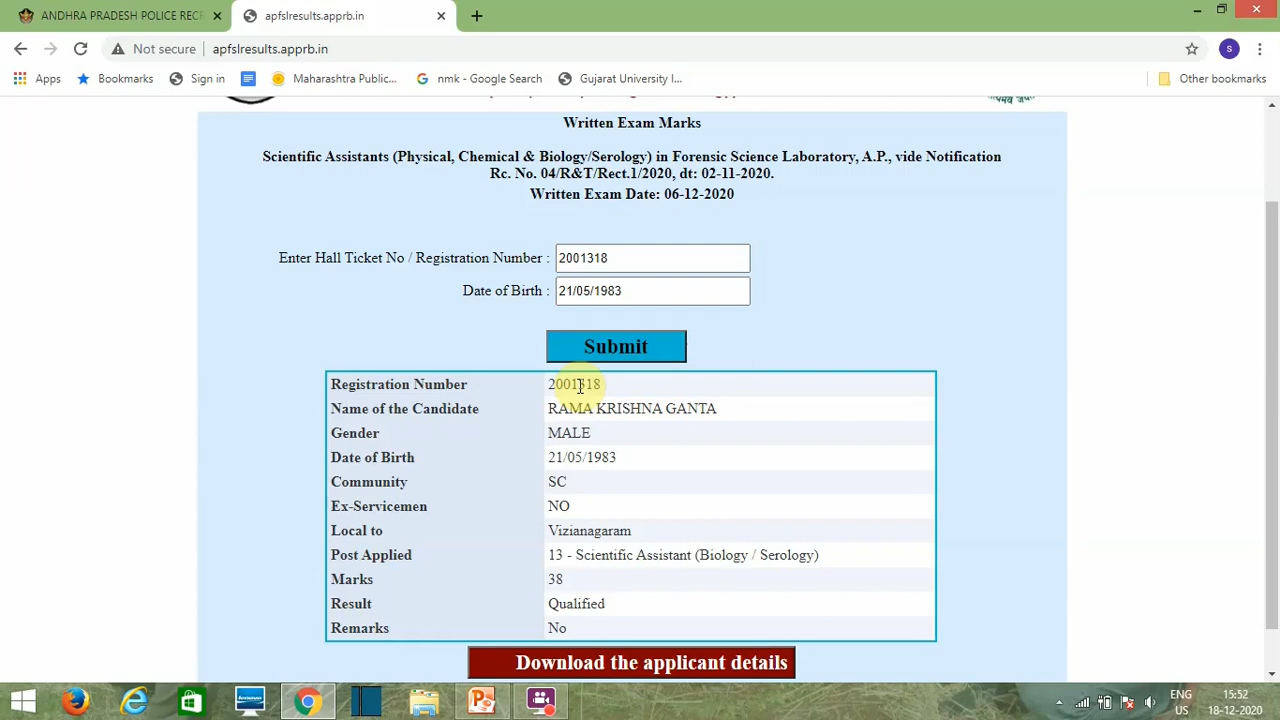 ANDHRA PRADESH POLICE RECR
apfslresults.apprb.in
Not secure
apfslresults.apprb.in
S
Apps
Bookmarks
Sign in
Maharashtra Public...
nmk - Google Search
Gujarat University I...
Other bookmarks
Written Exam Marks
Scientific Assistants (Physical, Chemical & Biology/Serology) in Forensic Science Laboratory, A.P., vide Notification
Rc. No. 04/R&T/Rect.1/2020, dt: 02-11-2020.
Written Exam Date: 06-12-2020
Enter Hall Ticket No / Registration Number : 2001318
Date of Birth : 21/05/1983
Submit
Registration Number 2001318
Name of the Candidate RAMA KRISHNA GANTA
Gender MALE
Date of Birth 21/05/1983
Community SC
Ex-Servicemen NO
Local to Vizianagaram
Post Applied 13 - Scientific Assistant (Biology / Serology)
Marks 38
Result Qualified
Remarks No
Download the applicant details
ENG 15:52
US 18-12-2020